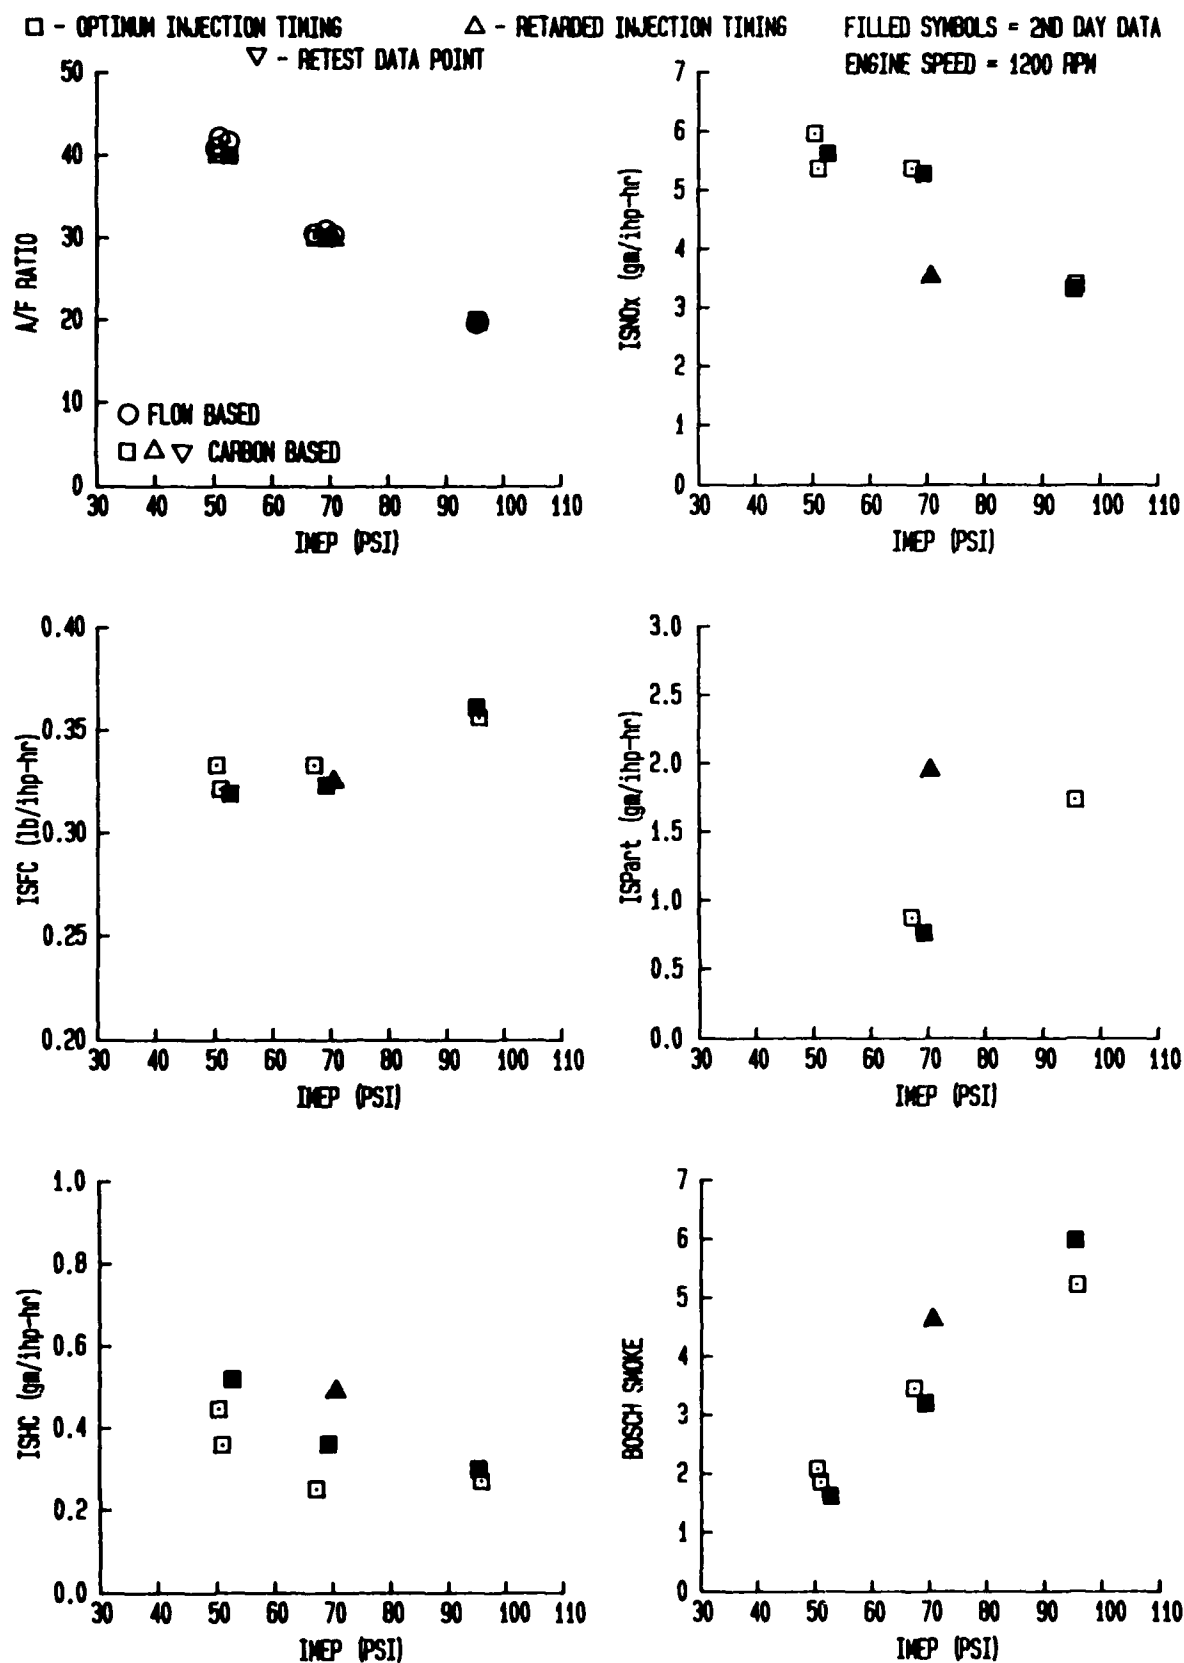 □ - OPTIMUM INJECTION TIMING △ - RETARDED INJECTION TIMING FILLED SYMBOLS = 2ND DAY DATA
▽ - RETEST DATA POINT ENGINE SPEED = 1200 RPM
50
40
30
20
10
0
A/F RATIO
○ FLOW BASED
□ △ ▽ CARBON BASED
30 40 50 60 70 80 90 100 110
IMEP (PSI)
7
6
5
4
3
2
1
0
ISNOx (gm/ihp-hr)
30 40 50 60 70 80 90 100 110
IMEP (PSI)
0.40
0.35
0.30
0.25
0.20
ISFC (lb/ihp-hr)
30 40 50 60 70 80 90 100 110
IMEP (PSI)
3.0
2.5
2.0
1.5
1.0
0.5
0.0
ISPart (gm/ihp-hr)
30 40 50 60 70 80 90 100 110
IMEP (PSI)
1.0
0.8
0.6
0.4
0.2
0.0
ISHC (gm/ihp-hr)
30 40 50 60 70 80 90 100 110
IMEP (PSI)
7
6
5
4
3
2
1
0
BOSCH SMOKE
30 40 50 60 70 80 90 100 110
IMEP (PSI)